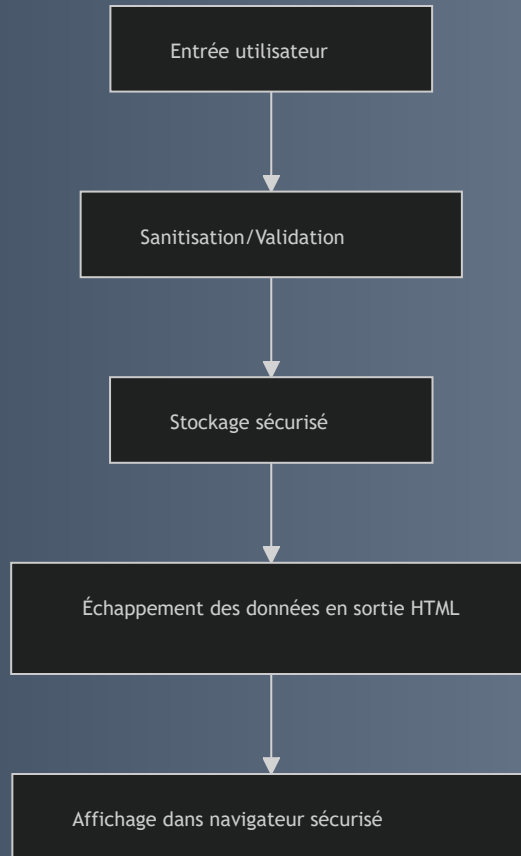 Entrée utilisateur
Sanitisation/Validation
Stockage sécurisé
Échappement des données en sortie HTML
Affichage dans navigateur sécurisé